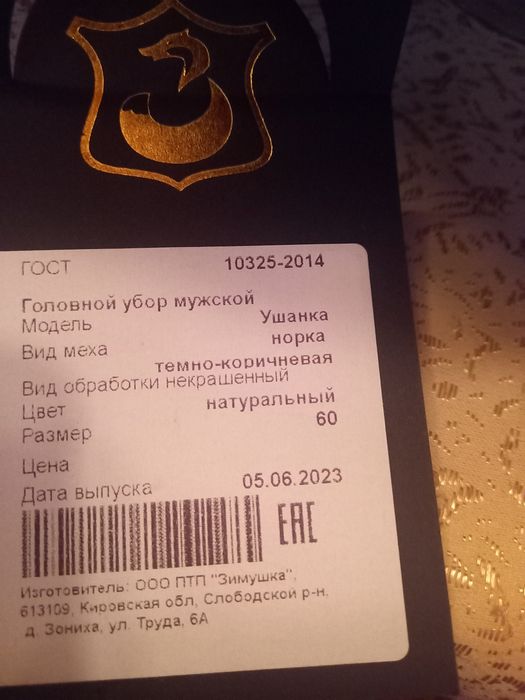 ГОСТ 10325-2014
Головной убор мужской
Модель Ушанка
Вид меха норка
темно-коричневая
Вид обработки некрашенный
Цвет натуральный
Размер 60
Цена
Дата выпуска 05.06.2023
EAC
Изготовитель: ООО ПТП "Зимушка",
613109, Кировская обл, Слободской р-н,
д. Зониха, ул. Труда, 6А